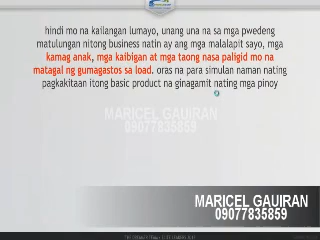 hindi mo na kailangan lumayo, unang una na sa mga pwedeng
matulungan nitong business natin ay ang mga malalapit sayo, mga
kamag anak, mga kaibigan at mga taong nasa paligid mo na
matagal ng gumagastos sa load. oras na para simulan naman nating
pagkakitaan itong basic product na ginagamit nating mga pinoy
MARICEL GAUIRAN
09077835859
MARICEL GAUIRAN
09077835859